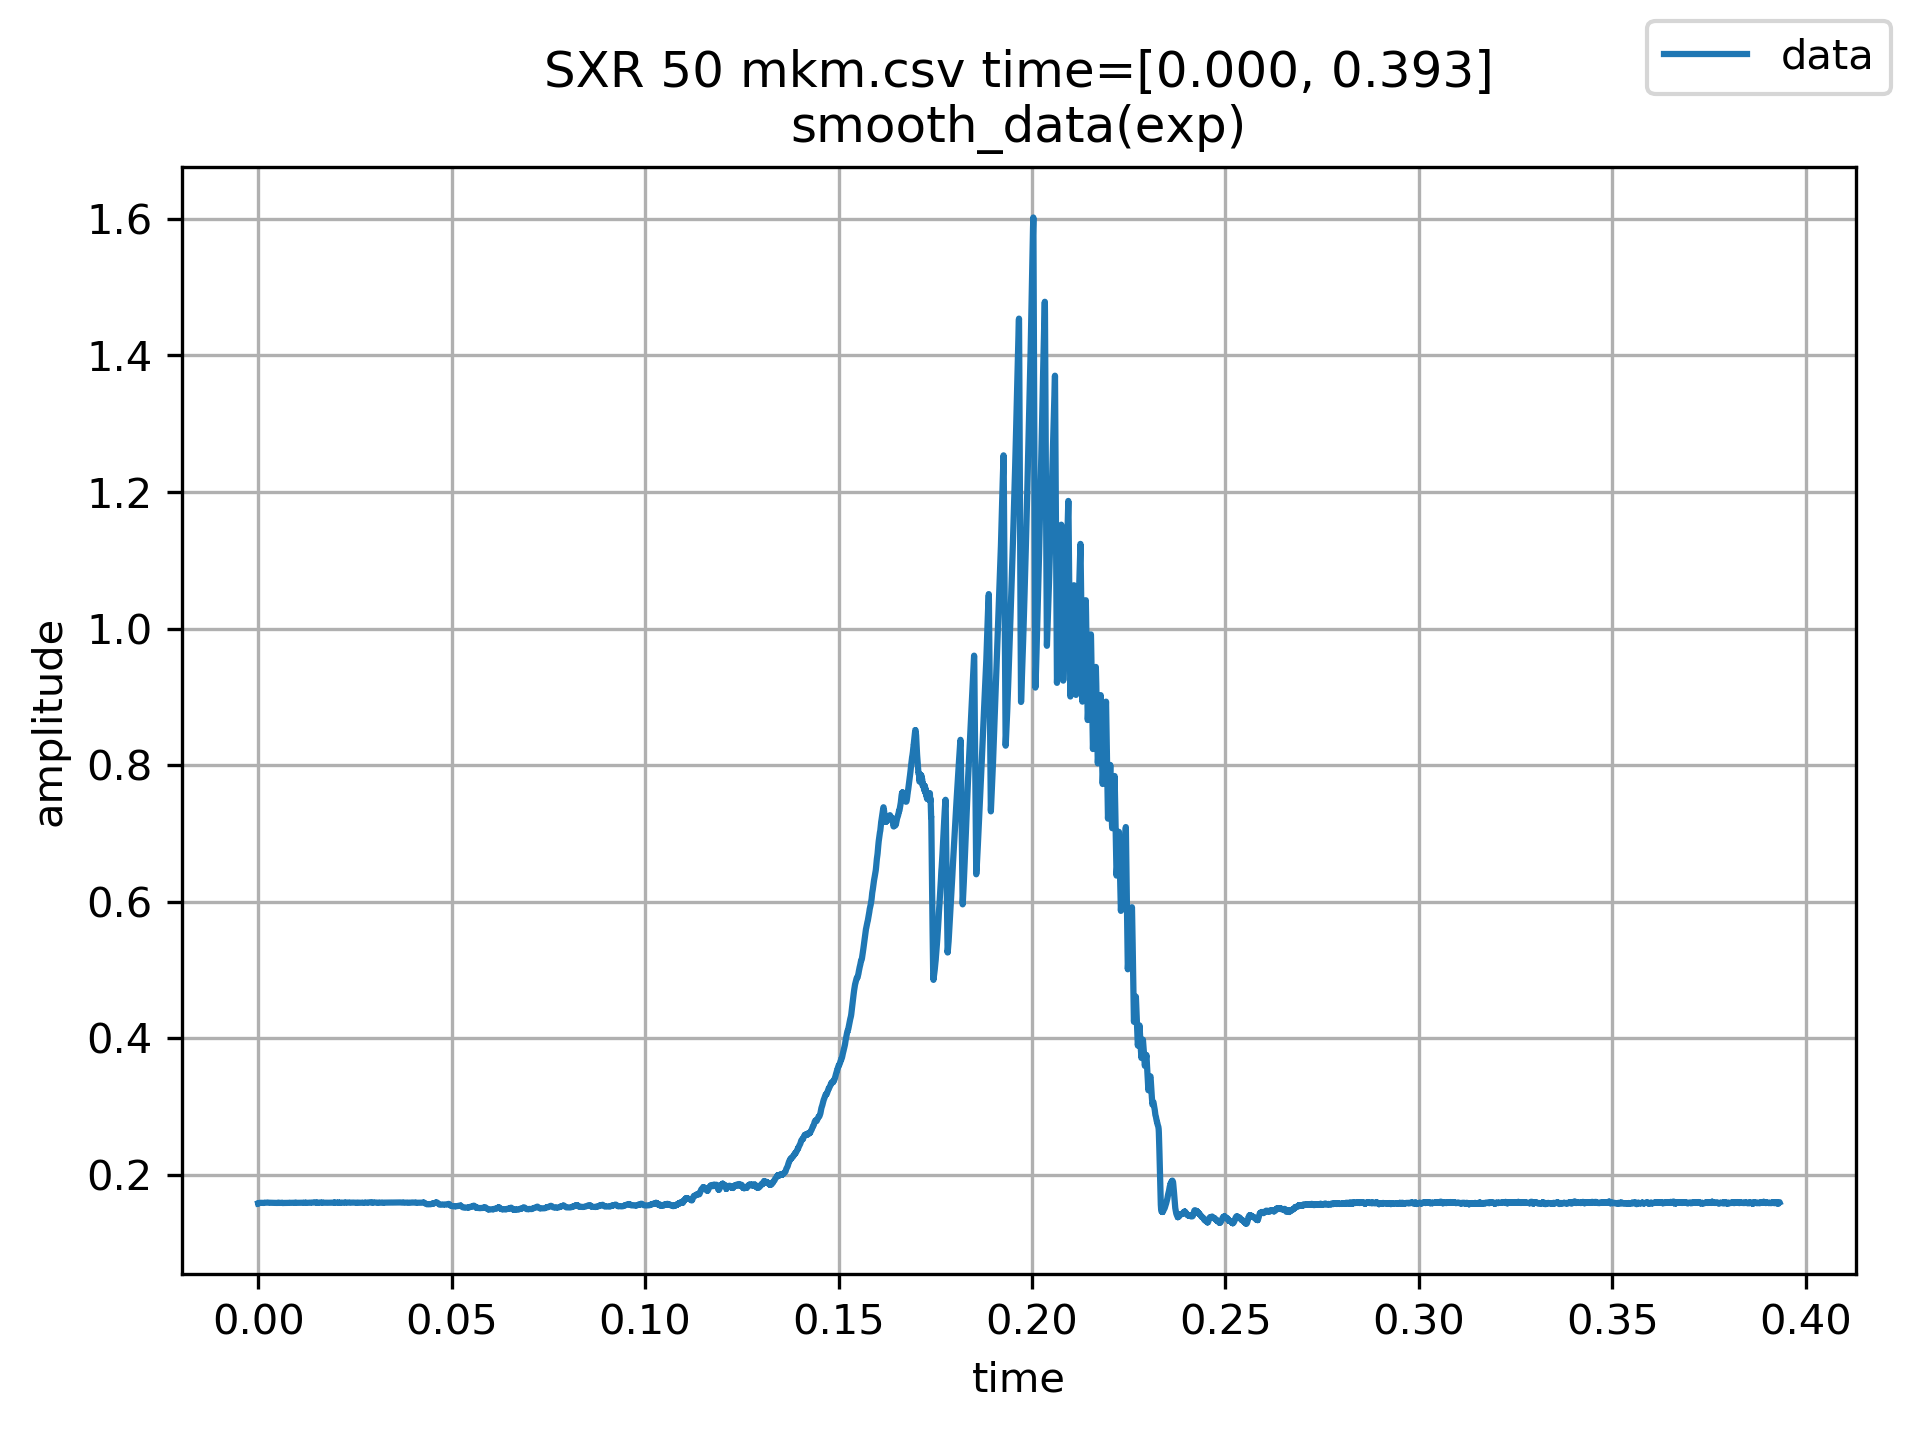 SXR 50 mkm.csv time=[0.000, 0.393]
smooth_data(exp)
data
amplitude
1.6
1.4
1.2
1.0
0.8
0.6
0.4
0.2
0.00 0.05 0.10 0.15 0.20 0.25 0.30 0.35 0.40
time